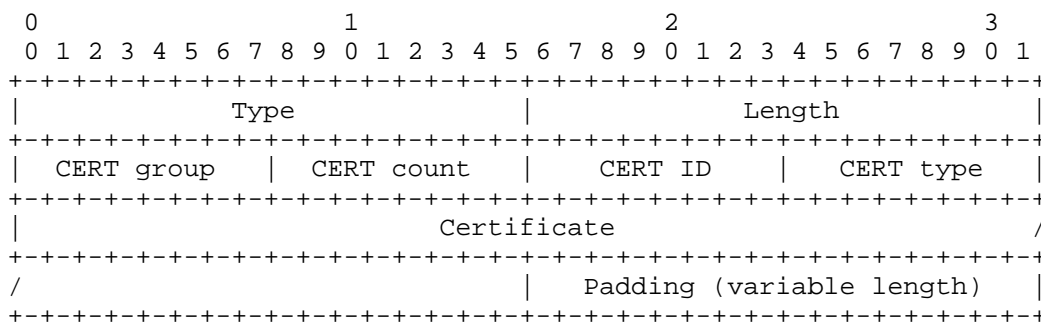 0                   1                   2                   3
 0 1 2 3 4 5 6 7 8 9 0 1 2 3 4 5 6 7 8 9 0 1 2 3 4 5 6 7 8 9 0 1
+-+-+-+-+-+-+-+-+-+-+-+-+-+-+-+-+-+-+-+-+-+-+-+-+-+-+-+-+-+-+-+-+
|             Type              |             Length            |
+-+-+-+-+-+-+-+-+-+-+-+-+-+-+-+-+-+-+-+-+-+-+-+-+-+-+-+-+-+-+-+-+
|  CERT group   |  CERT count   |    CERT ID    |   CERT type   |
+-+-+-+-+-+-+-+-+-+-+-+-+-+-+-+-+-+-+-+-+-+-+-+-+-+-+-+-+-+-+-+-+
|                          Certificate                          /
+-+-+-+-+-+-+-+-+-+-+-+-+-+-+-+-+-+-+-+-+-+-+-+-+-+-+-+-+-+-+-+-+
/                               |   Padding (variable length)   |
+-+-+-+-+-+-+-+-+-+-+-+-+-+-+-+-+-+-+-+-+-+-+-+-+-+-+-+-+-+-+-+-+